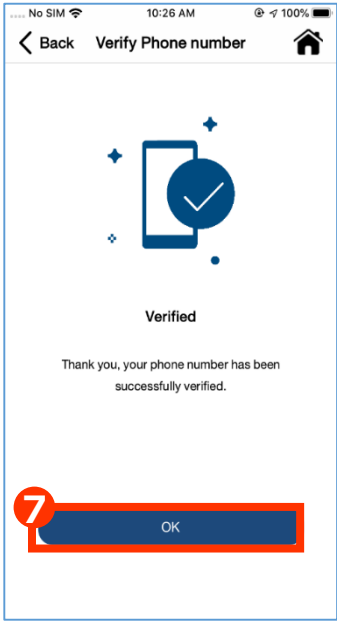 No SIM 10:26 AM 100%
Back Verify Phone number
Verified
Thank you, your phone number has been
successfully verified.
7
OK